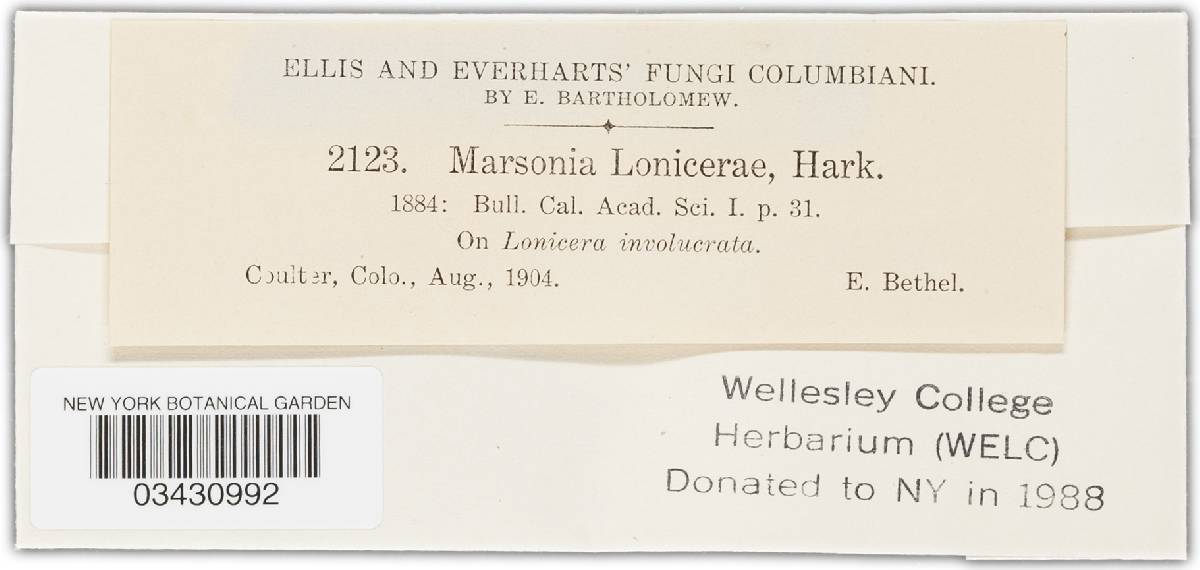 ELLIS AND EVERHARTS' FUNGI COLUMBIANI.
BY E. BARTHOLOMEW.
2123. Marsonia Lonicerae, Hark.
1884: Bull. Cal. Acad. Sci. I. p. 31.
On Lonicera involucrata.
Coulter, Colo., Aug., 1904. E. Bethel.
NEW YORK BOTANICAL GARDEN
03430992
Wellesley College
Herbarium (WELC)
Donated to NY in 1988